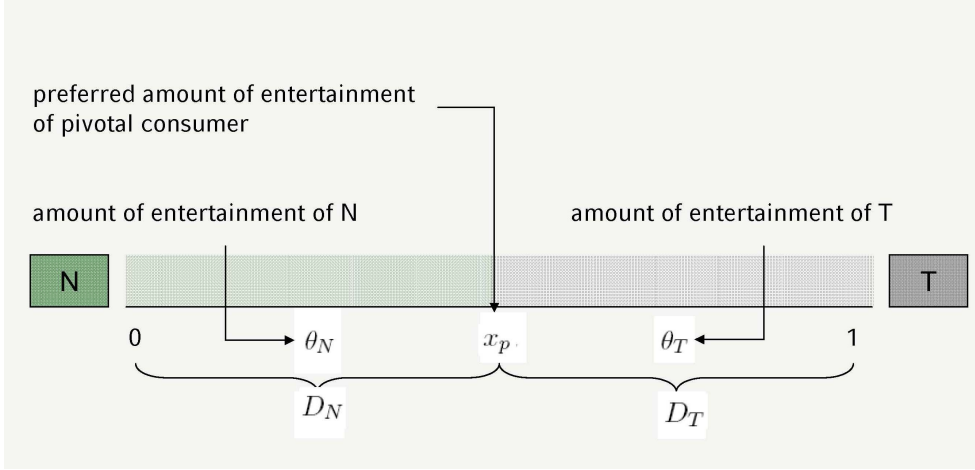 preferred amount of entertainment
of pivotal consumer
amount of entertainment of N
amount of entertainment of T
N
T
0
θ_N
x_p
θ_T
1
D_N
D_T